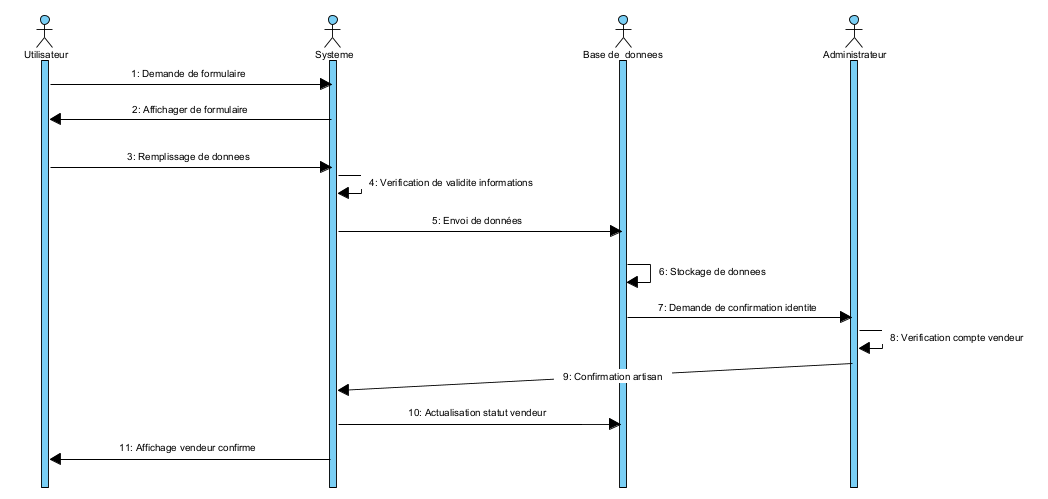 Utilisateur
Systeme
Base de donnees
Administrateur
1: Demande de formulaire
2: Affichager de formulaire
3: Remplissage de donnees
4: Verification de validite informations
5: Envoi de données
6: Stockage de donnees
7: Demande de confirmation identite
8: Verification compte vendeur
9: Confirmation artisan
10: Actualisation statut vendeur
11: Affichage vendeur confirme